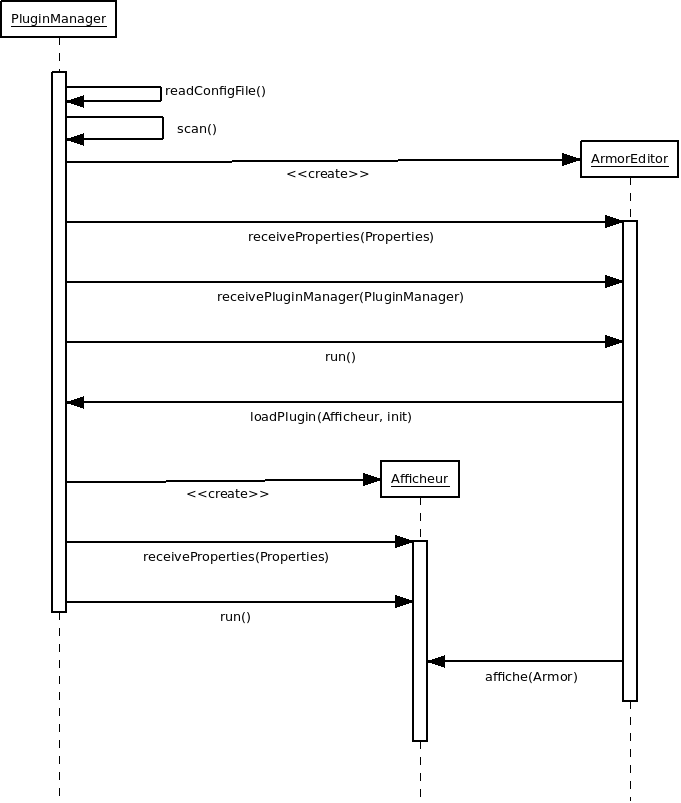 PluginManager
readConfigFile()
scan()
ArmorEditor
<<create>>
receiveProperties(Properties)
receivePluginManager(PluginManager)
run()
loadPlugin(Afficheur, init)
Afficheur
<<create>>
receiveProperties(Properties)
run()
affiche(Armor)